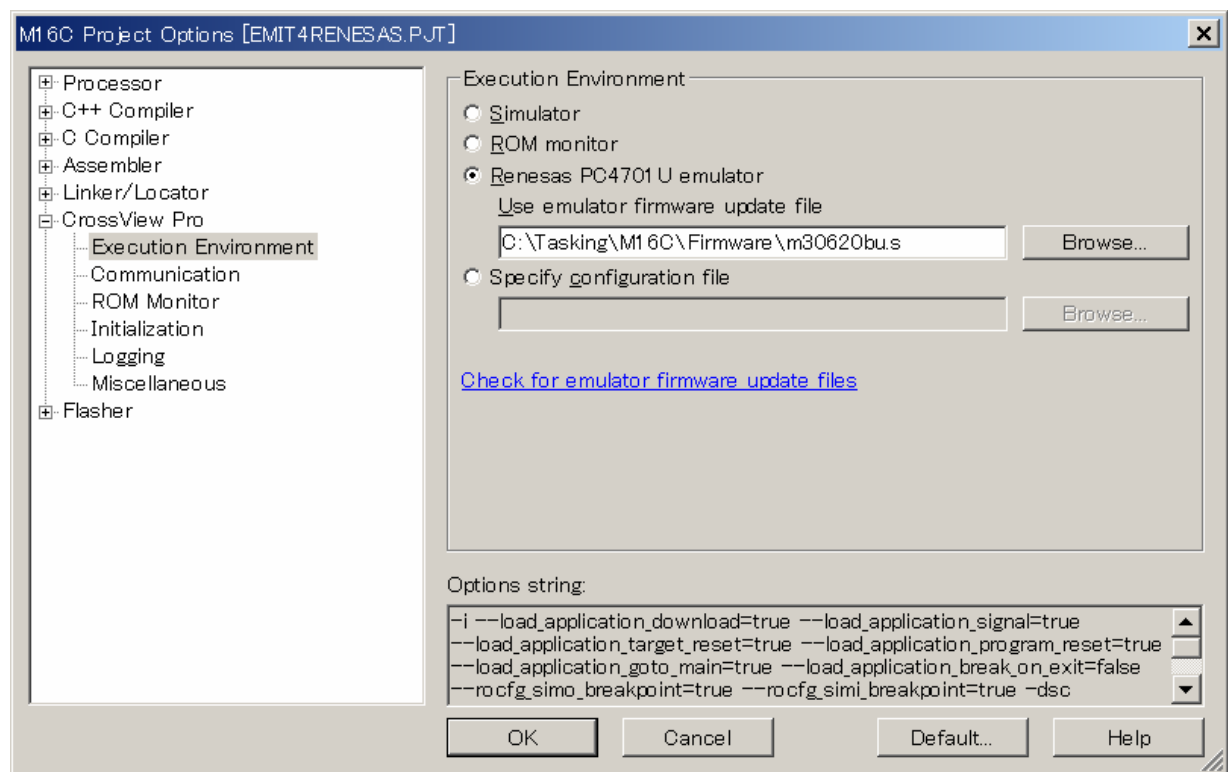 M16C Project Options [EMIT4RENESAS.PJT]
Processor
C++ Compiler
C Compiler
Assembler
Linker/Locator
CrossView Pro
Execution Environment
Communication
ROM Monitor
Initialization
Logging
Miscellaneous
Flasher
Execution Environment
Simulator
ROM monitor
Renesas PC4701U emulator
Use emulator firmware update file
C:\Tasking\M16C\Firmware\m30620bu.s
Browse...
Specify configuration file
Browse...
Check for emulator firmware update files
Options string:
-i --load_application_download=true --load_application_signal=true
--load_application_target_reset=true --load_application_program_reset=true
--load_application_goto_main=true --load_application_break_on_exit=false
--rocfg_simo_breakpoint=true --rocfg_simi_breakpoint=true -dsc
OK
Cancel
Default...
Help